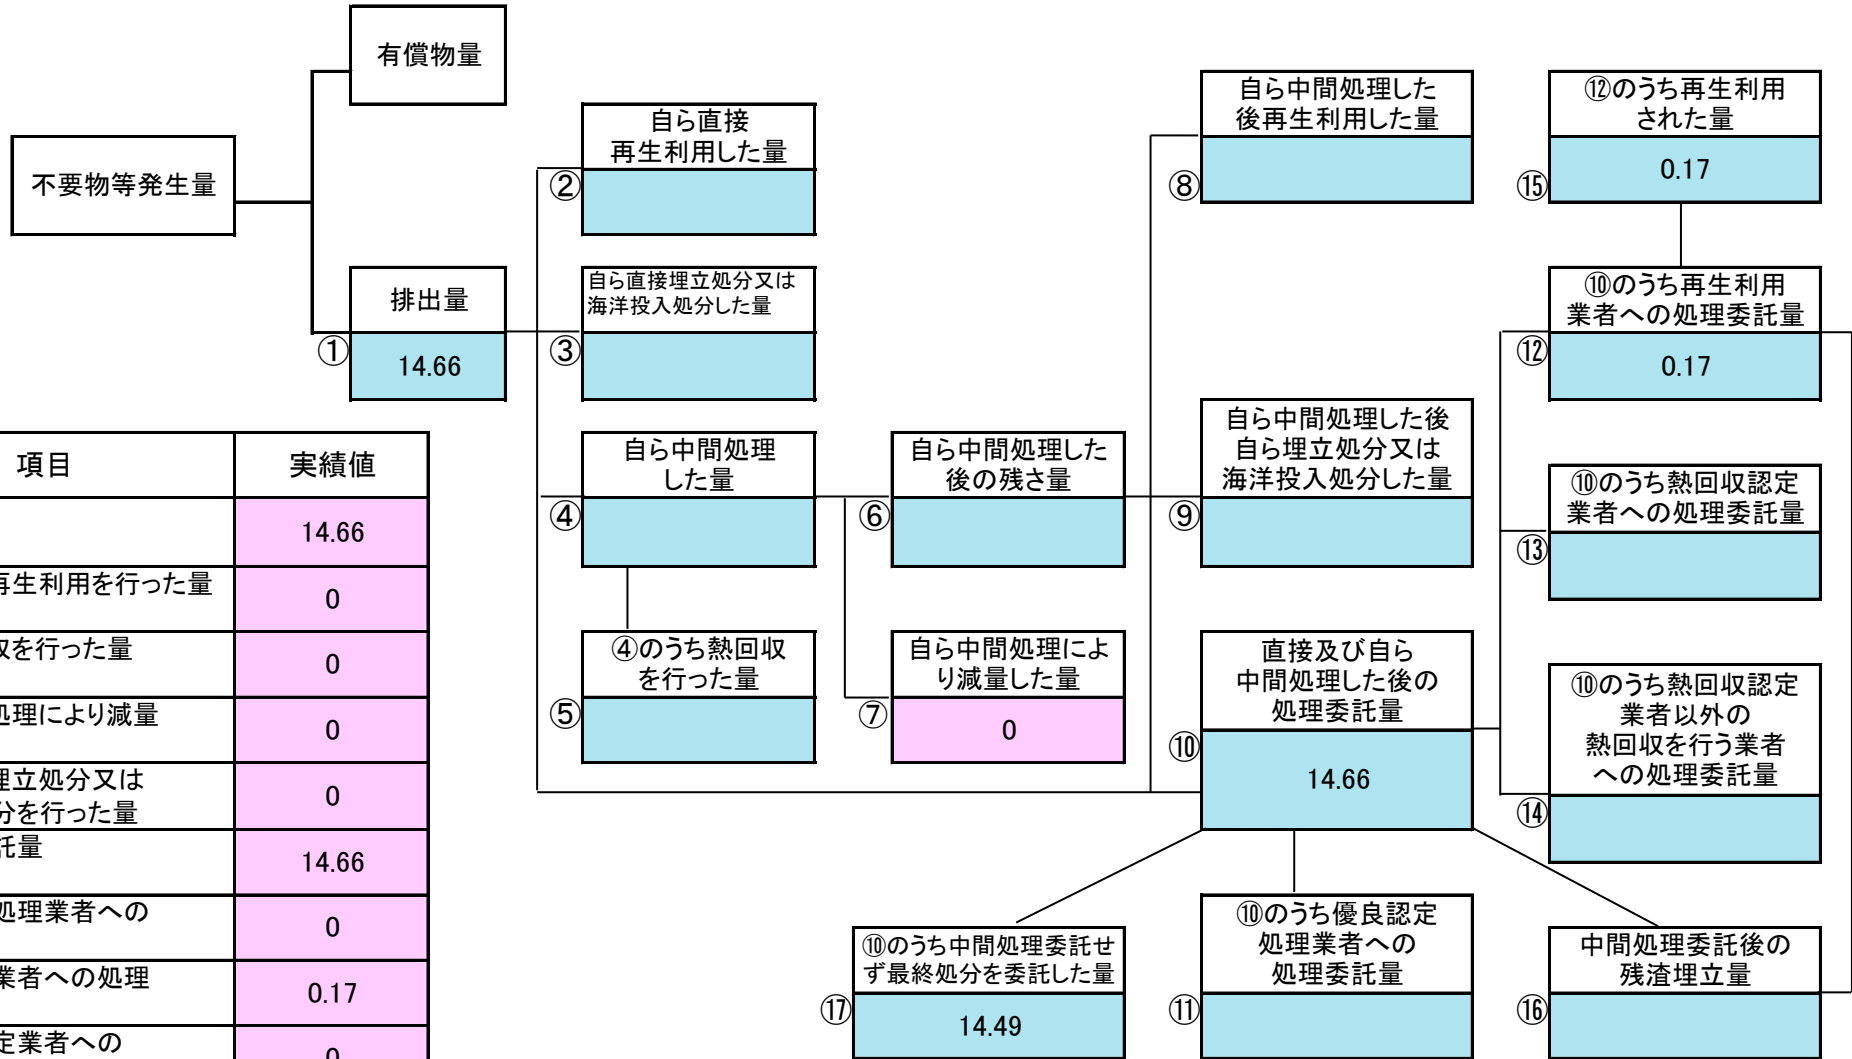 有償物量
不要物等発生量
排出量
①
14.66
自ら直接
再生利用した量
②
自ら直接埋立処分又は
海洋投入処分した量
③
自ら中間処理
した量
④
④のうち熱回収
を行った量
⑤
自ら中間処理した
後の残さ量
⑥
自ら中間処理によ
り減量した量
⑦
0
自ら中間処理した
後再生利用した量
⑧
自ら中間処理した後
自ら埋立処分又は
海洋投入処分した量
⑨
直接及び自ら
中間処理した後の
処理委託量
⑩
14.66
⑫のうち再生利用
された量
⑮
0.17
⑩のうち再生利用
業者への処理委託量
⑫
0.17
⑩のうち熱回収認定
業者への処理委託量
⑬
⑩のうち熱回収認定
業者以外の
熱回収を行う業者
への処理委託量
⑭
⑩のうち中間処理委託せ
ず最終処分を委託した量
⑰
14.49
⑩のうち優良認定
処理業者への
処理委託量
⑪
中間処理委託後の
残渣埋立量
⑯
項目 実績値
14.66
再生利用を行った量 0
を行った量 0
処理により減量 0
埋立処分又は
分を行った量 0
託量 14.66
処理業者への 0
業者への処理 0.17
定業者への 0